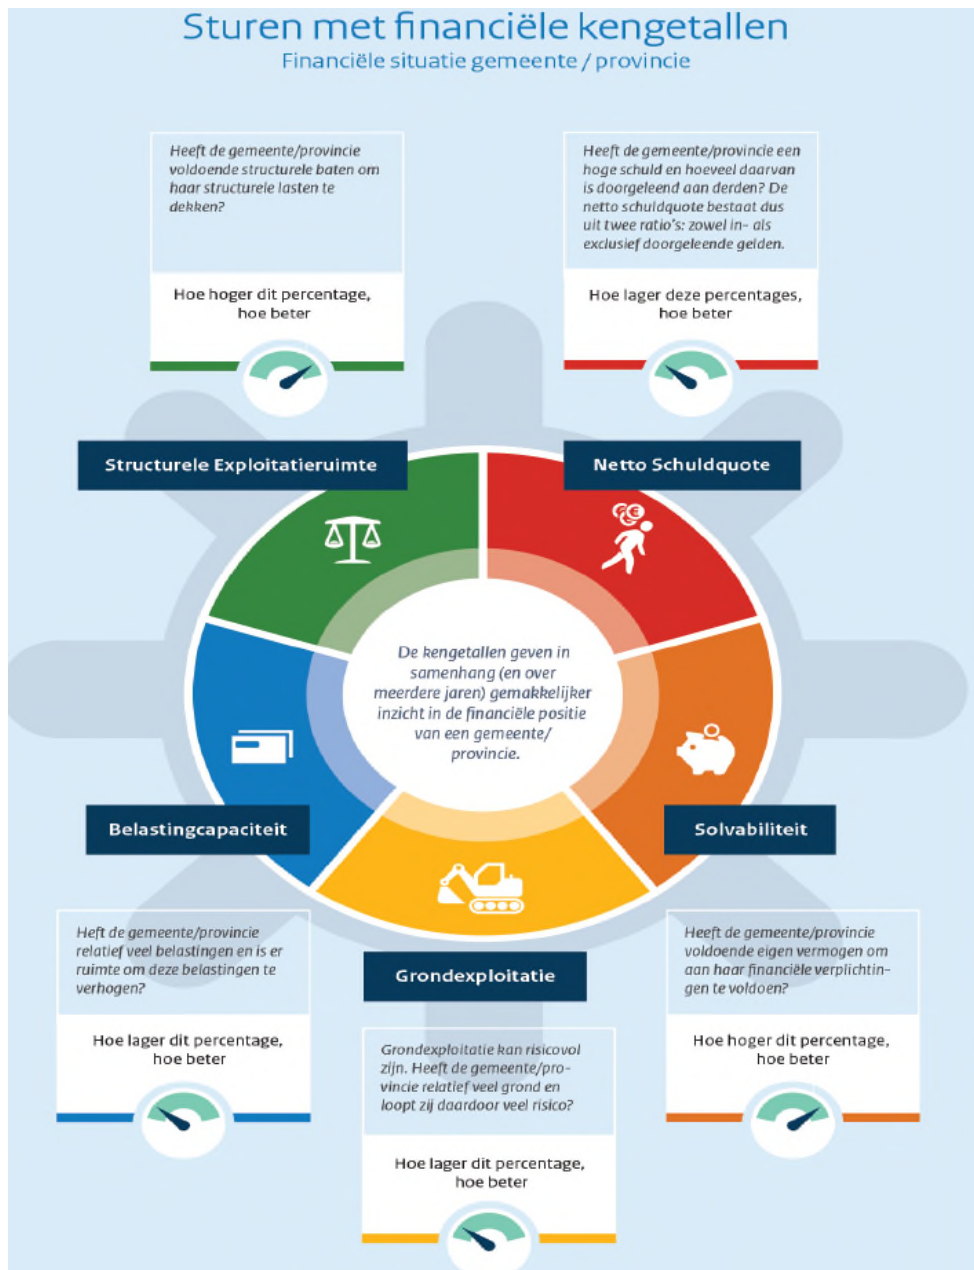 Sturen met financiële kengetallen
Financiële situatie gemeente / provincie
Heeft de gemeente/provincie
voldoende structurele baten om
haar structurele lasten te
dekken?
Hoe hoger dit percentage,
hoe beter
Heeft de gemeente/provincie een
hoge schuld en hoeveel daarvan
is doorgeleend aan derden? De
netto schuldquote bestaat dus
uit twee ratio's: zowel in- als
exclusief doorgeleende gelden.
Hoe lager deze percentages,
hoe beter
Structurele Exploitatieruimte
Netto Schuldquote
De kengetallen geven in
samenhang (en over
meerdere jaren) gemakkelijker
inzicht in de financiële positie
van een gemeente/
provincie.
Belastingcapaciteit
Solvabiliteit
Grondexploitatie
Heft de gemeente/provincie
relatief veel belastingen en is er
ruimte om deze belastingen te
verhogen?
Hoe lager dit percentage,
hoe beter
Grondexploitatie kan risicovol
zijn. Heeft de gemeente/pro-
vincie relatief veel grond en
loopt zij daardoor veel risico?
Hoe lager dit percentage,
hoe beter
Heeft de gemeente/provincie
voldoende eigen vermogen om
aan haar financiële verplichtin-
gen te voldoen?
Hoe hoger dit percentage,
hoe beter